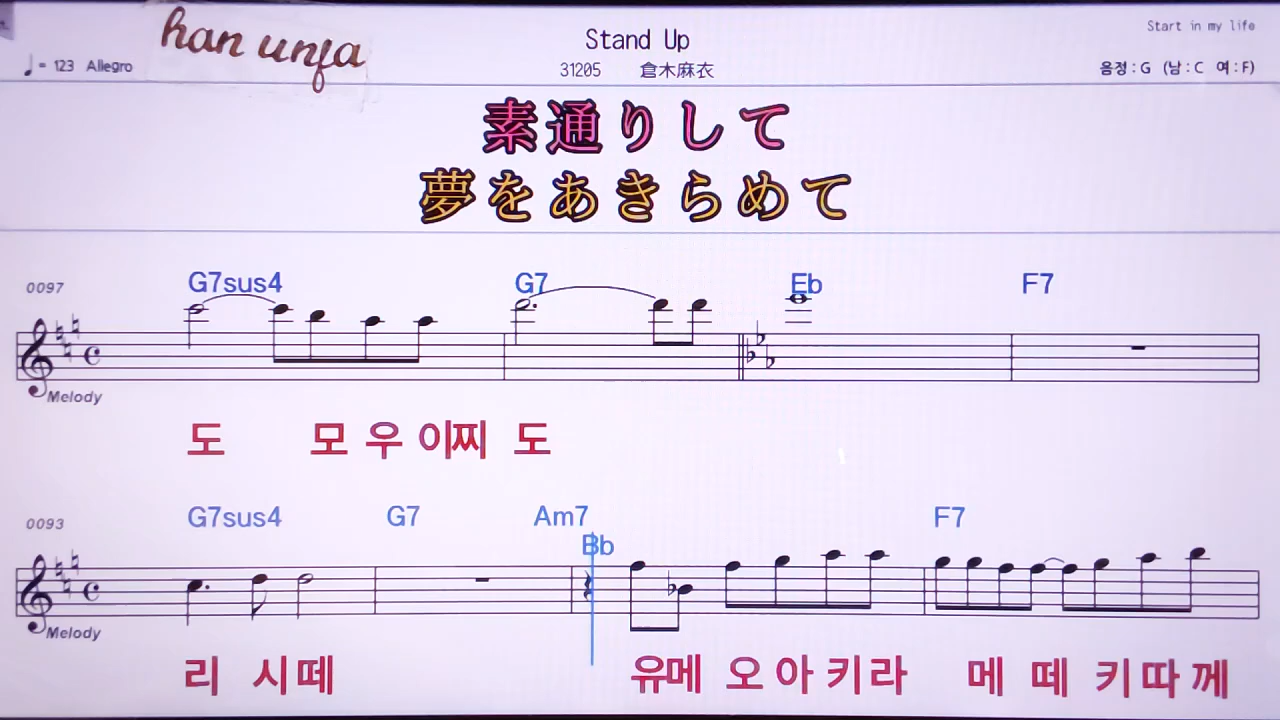 han unfa
Stand Up
Start in my life
♩= 123 Allegro
31205 倉木麻衣
음정 : G (남 : C 여 : F)
素通りして
夢をあきらめて
0097
G7sus4 G7 Eb F7
Melody
도 모 우 이찌 도
0093
G7sus4 G7 Am7 F7
Bb
Melody
리 시떼 유메 오 아 키라 메 떼 키따께